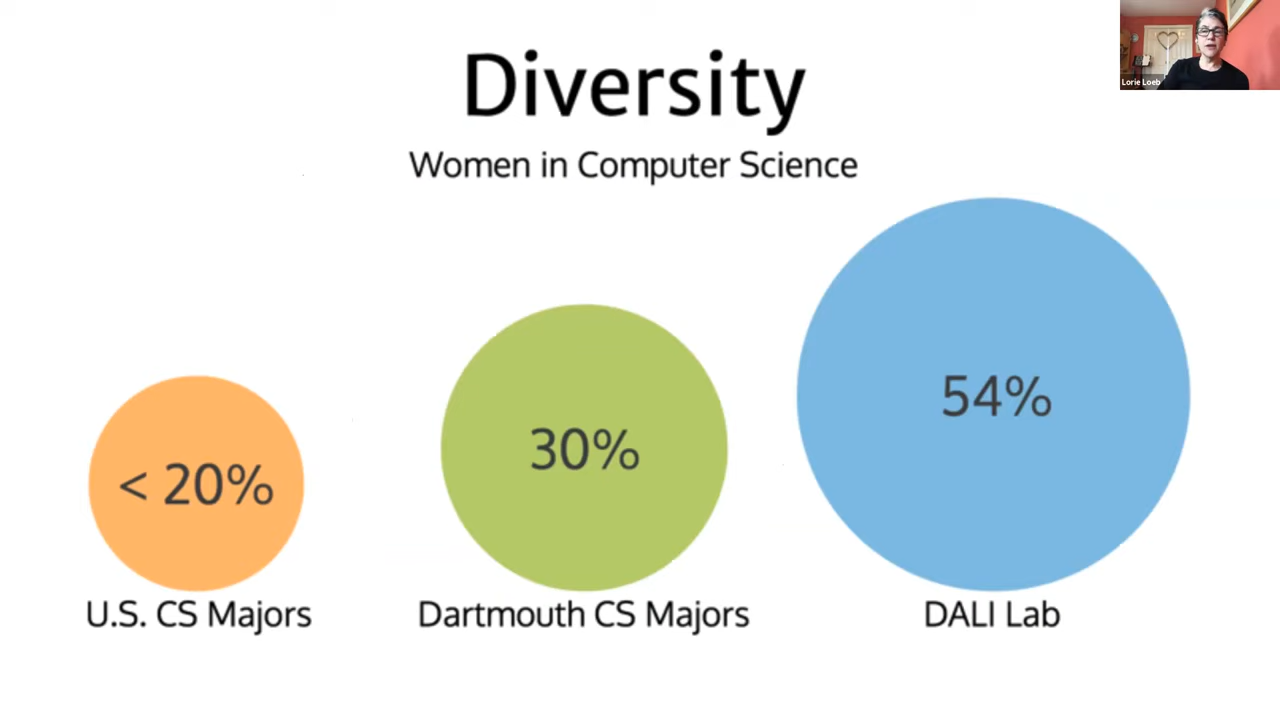 Diversity
Women in Computer Science
Lorie Loeb
< 20%
30%
54%
U.S. CS Majors
Dartmouth CS Majors
DALI Lab